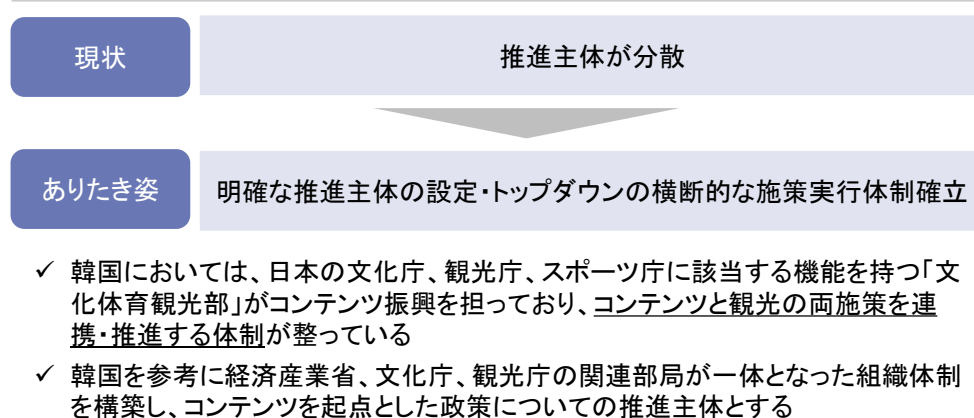 現状
推進主体が分散
ありたき姿
明確な推進主体の設定・トップダウンの横断的な施策実行体制確立
✓ 韓国においては、日本の文化庁、観光庁、スポーツ庁に該当する機能を持つ「文
化体育観光部」がコンテンツ振興を担っており、コンテンツと観光の両施策を連
携・推進する体制が整っている
✓ 韓国を参考に経済産業省、文化庁、観光庁の関連部局が一体となった組織体制
を構築し、コンテンツを起点とした政策についての推進主体とする